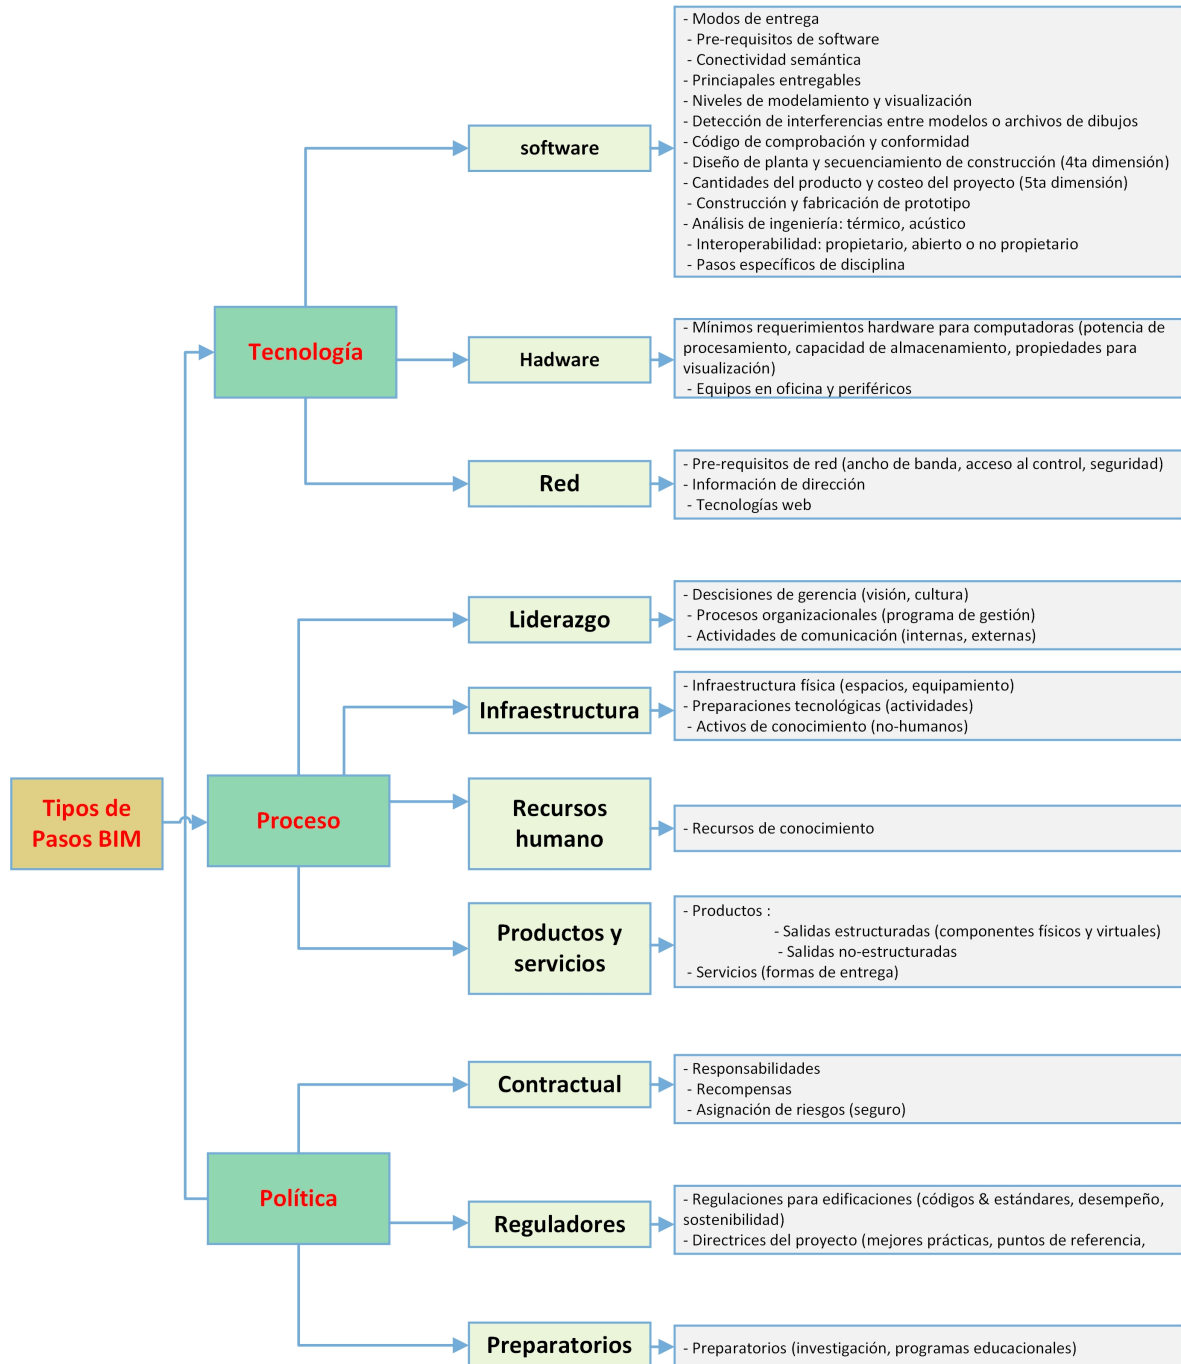 Tipos de
Pasos BIM
Tecnología
software
- Modos de entrega
- Pre-requisitos de software
- Conectividad semántica
- Princiapales entregables
- Niveles de modelamiento y visualización
- Detección de interferencias entre modelos o archivos de dibujos
- Código de comprobación y conformidad
- Diseño de planta y secuenciamiento de construcción (4ta dimensión)
- Cantidades del producto y costeo del proyecto (5ta dimensión)
- Construcción y fabricación de prototipo
- Análisis de ingeniería: térmico, acústico
- Interoperabilidad: propietario, abierto o no propietario
- Pasos específicos de disciplina
Hadware
- Mínimos requerimientos hardware para computadoras (potencia de
procesamiento, capacidad de almacenamiento, propiedades para
visualización)
- Equipos en oficina y periféricos
Red
- Pre-requisitos de red (ancho de banda, acceso al control, seguridad)
- Información de dirección
- Tecnologías web
Proceso
Liderazgo
- Descisiones de gerencia (visión, cultura)
- Procesos organizacionales (programa de gestión)
- Actividades de comunicación (internas, externas)
Infraestructura
- Infraestructura física (espacios, equipamiento)
- Preparaciones tecnológicas (actividades)
- Activos de conocimiento (no-humanos)
Recursos
humano
- Recursos de conocimiento
Productos y
servicios
- Productos :
- Salidas estructuradas (componentes físicos y virtuales)
- Salidas no-estructuradas
- Servicios (formas de entrega)
Política
Contractual
- Responsabilidades
- Recompensas
- Asignación de riesgos (seguro)
Reguladores
- Regulaciones para edificaciones (códigos & estándares, desempeño,
sostenibilidad)
- Directrices del proyecto (mejores prácticas, puntos de referencia,
Preparatorios
- Preparatorios (investigación, programas educacionales)